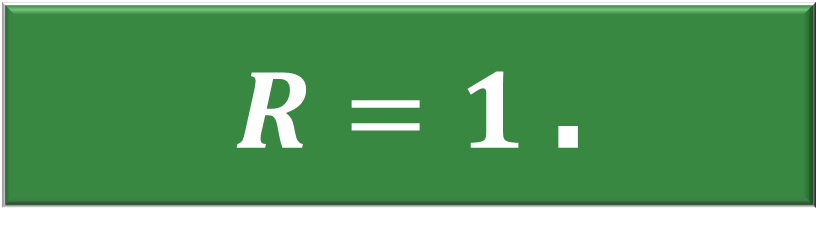 R = 1 .